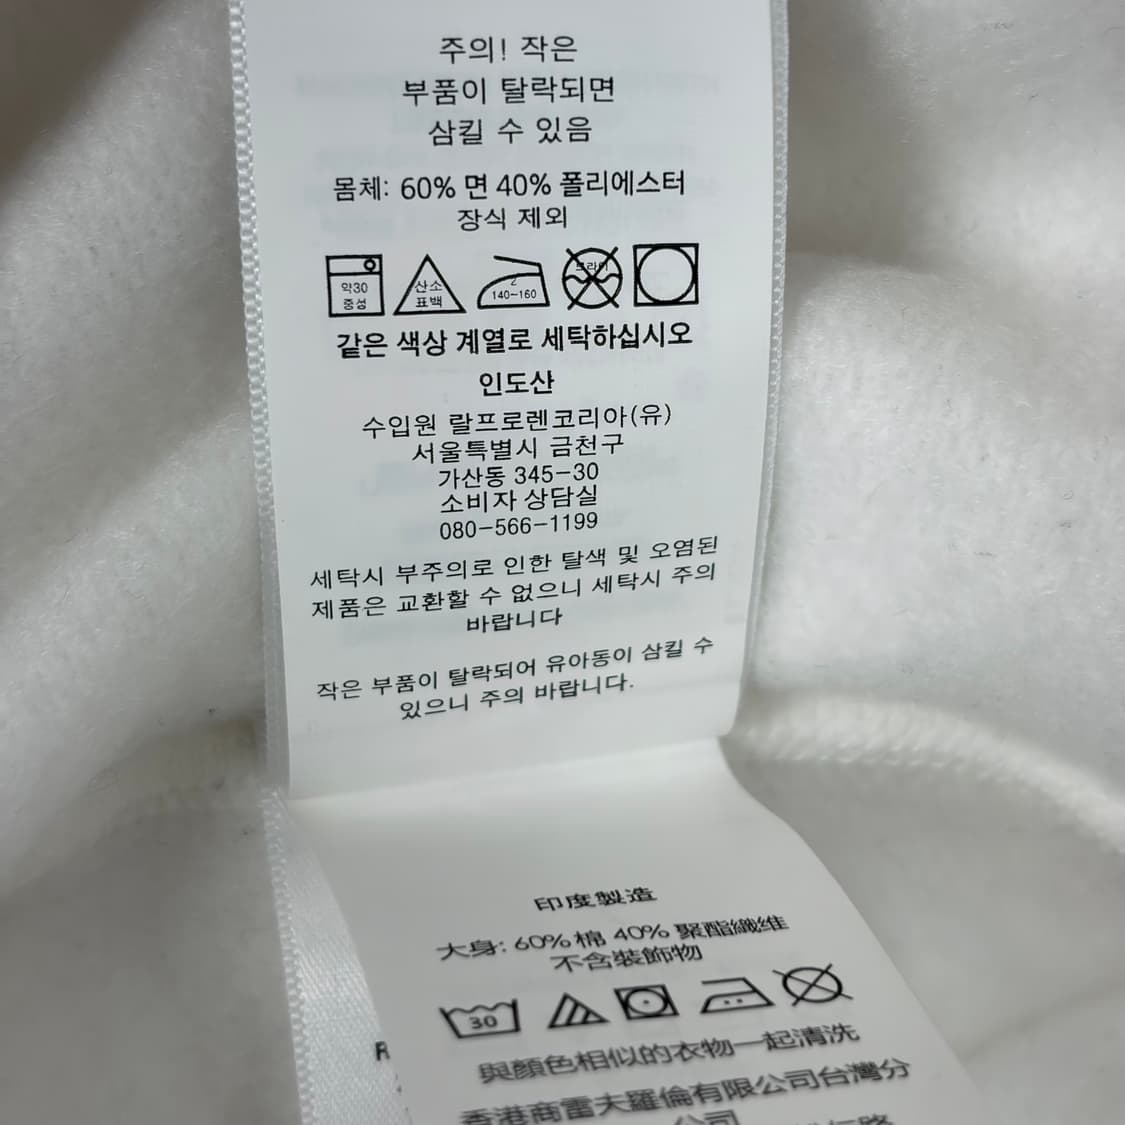 주의! 작은
부품이 탈락되면
삼킬 수 있음
몸체: 60% 면 40% 폴리에스터
장식 제외
약30
중성
산소
표백
2
140~160
드라이
같은 색상 계열로 세탁하십시오
인도산
수입원 랄프로렌코리아(유)
서울특별시 금천구
가산동 345-30
소비자 상담실
080-566-1199
세탁시 부주의로 인한 탈색 및 오염된
제품은 교환할 수 없으니 세탁시 주의
바랍니다
작은 부품이 탈락되어 유아동이 삼킬 수
있으니 주의 바랍니다.
印度製造
大身: 60% 棉 40% 聚酯纖维
不含裝飾物
30
與顏色相似的衣物一起清洗
香港商雷夫羅倫有限公司台灣分
公司
R